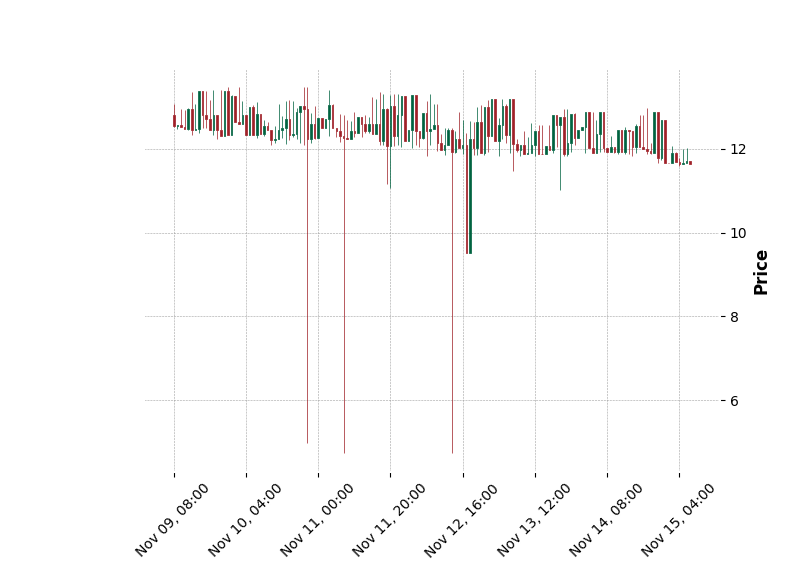 12
10
8
6
Price
Nov 09, 08:00
Nov 10, 04:00
Nov 11, 00:00
Nov 11, 20:00
Nov 12, 16:00
Nov 13, 12:00
Nov 14, 08:00
Nov 15, 04:00